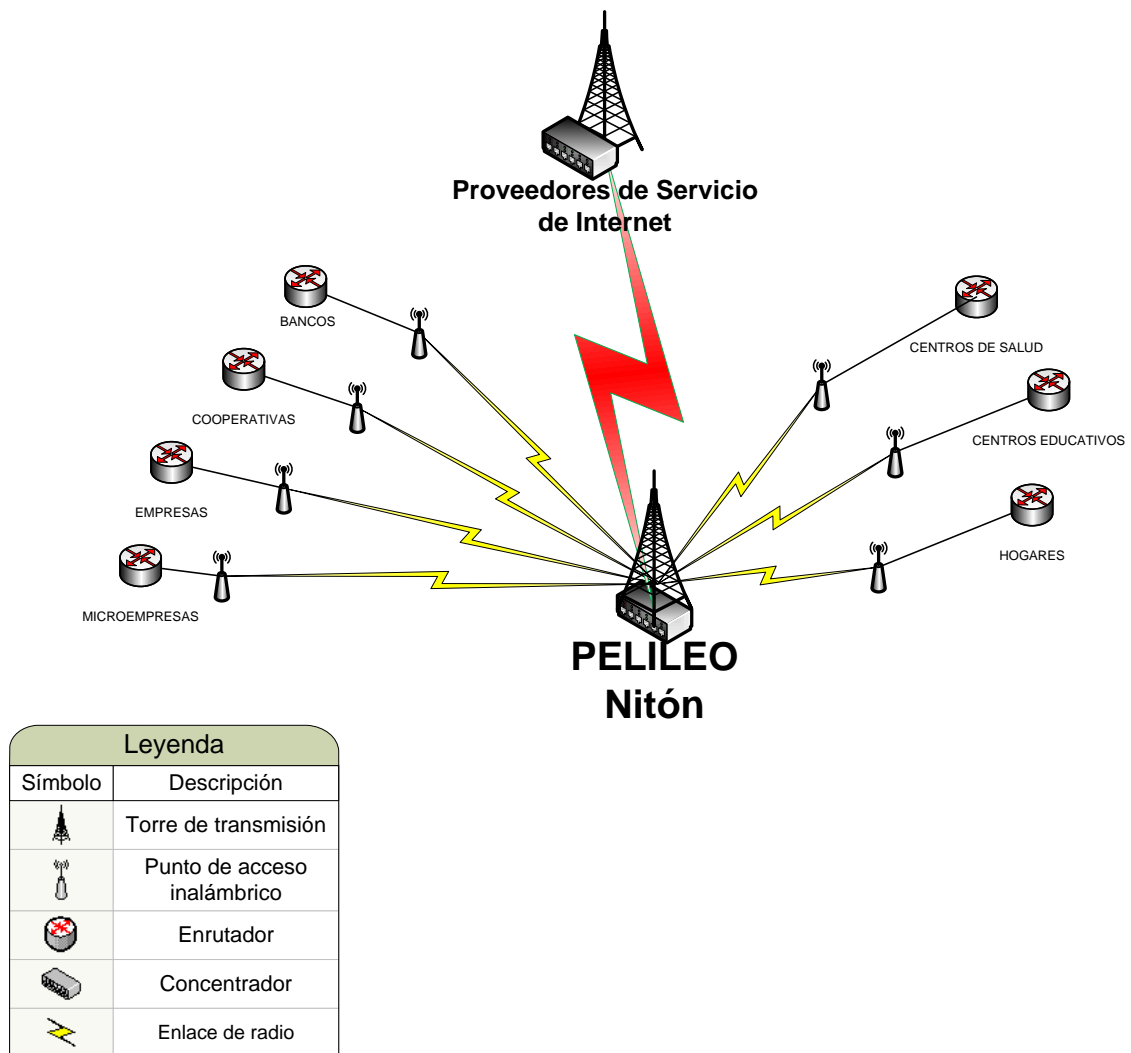 Proveedores de Servicio
de Internet
BANCOS
CENTROS DE SALUD
COOPERATIVAS
CENTROS EDUCATIVOS
EMPRESAS
HOGARES
MICROEMPRESAS
PELILEO
Nitón
Leyenda
Símbolo Descripción
Torre de transmisión
Punto de acceso
inalámbrico
Enrutador
Concentrador
Enlace de radio